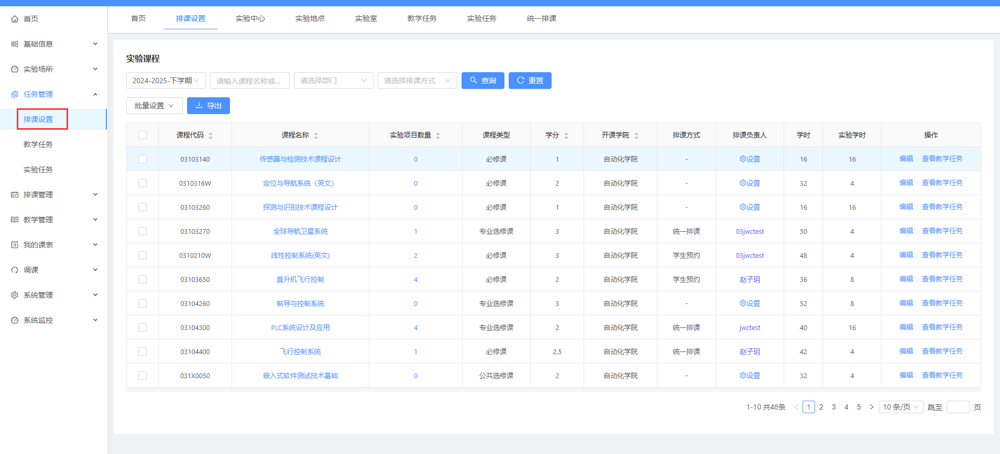 首页
基础信息
实验场所
任务管理
排课设置
教学任务
实验任务
排课管理
教学管理
我的课表
调课
系统管理
系统监控
首页 排课设置 实验中心 实验地点 实验室 教学任务 实验任务 统一排课
实验课程
2024-2025-下学期 请输入课程名称或... 请选择部门 请选择排课方式 查询 重置
批量设置 导出
课程代码 课程名称 实验项目数量 课程类型 学分 开课学院 排课方式 排课负责人 学时 实验学时 操作
03103140 传感器与检测技术课程设计 0 必修课 1 自动化学院 - 设置 16 16 编辑 查看教学任务
0310316W 定位与导航系统（英文） 0 必修课 2 自动化学院 - 设置 32 4 编辑 查看教学任务
03103260 探测与识别技术课程设计 0 必修课 1 自动化学院 - 设置 16 16 编辑 查看教学任务
03103270 全球导航卫星系统 1 专业选修课 3 自动化学院 统一排课 03jwctest 50 4 编辑 查看教学任务
0310210W 线性控制系统(英文) 2 必修课 3 自动化学院 学生预约 03jwctest 48 4 编辑 查看教学任务
03103650 直升机飞行控制 4 必修课 2 自动化学院 学生预约 赵子玥 36 8 编辑 查看教学任务
03104260 制导与控制系统 0 专业选修课 3 自动化学院 - 设置 52 8 编辑 查看教学任务
03104300 PLC系统设计及应用 4 专业选修课 2 自动化学院 统一排课 jwctest 40 16 编辑 查看教学任务
03104400 飞行控制系统 1 必修课 2.5 自动化学院 统一排课 赵子玥 42 4 编辑 查看教学任务
031X0050 嵌入式软件测试技术基础 0 公共选修课 2 自动化学院 - 设置 32 4 编辑 查看教学任务
1-10 共48条 < 1 2 3 4 5 > 10 条/页 跳至 页